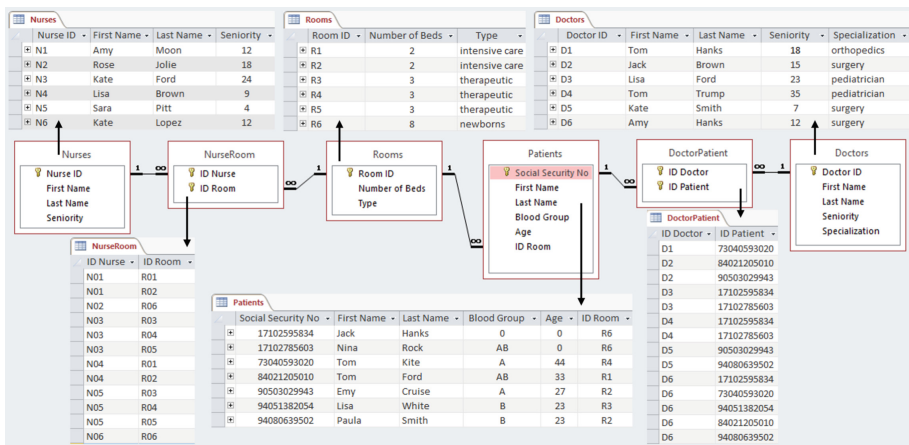 Nurses
Nurse ID First Name Last Name Seniority
N1 Amy Moon 12
N2 Rose Jolie 18
N3 Kate Ford 24
N4 Lisa Brown 9
N5 Sara Pitt 4
N6 Kate Lopez 12
Rooms
Room ID Number of Beds Type
R1 2 intensive care
R2 2 intensive care
R3 3 therapeutic
R4 3 therapeutic
R5 3 therapeutic
R6 8 newborns
Doctors
Doctor ID First Name Last Name Seniority Specialization
D1 Tom Hanks 18 orthopedics
D2 Jack Brown 15 surgery
D3 Lisa Ford 23 pediatrician
D4 Tom Trump 35 pediatrician
D5 Kate Smith 7 surgery
D6 Amy Hanks 12 surgery
Nurses
Nurse ID
First Name
Last Name
Seniority
1 ∞
NurseRoom
ID Nurse
ID Room
∞ 1
Rooms
Room ID
Number of Beds
Type
1 ∞
Patients
Social Security No
First Name
Last Name
Blood Group
Age
ID Room
1 ∞
DoctorPatient
ID Doctor
ID Patient
∞ 1
Doctors
Doctor ID
First Name
Last Name
Seniority
Specialization
NurseRoom
ID Nurse ID Room
N01 R01
N01 R02
N02 R06
N03 R03
N03 R04
N03 R05
N04 R01
N04 R02
N05 R03
N05 R04
N05 R05
N06 R06
Patients
Social Security No First Name Last Name Blood Group Age ID Room
17102595834 Jack Hanks 0 0 R6
17102785603 Nina Rock AB 0 R6
73040593020 Tom Kite A 44 R4
84021205010 Tom Ford AB 33 R1
90503029943 Emy Cruise A 27 R2
94051382054 Lisa White B 23 R3
94080639502 Paula Smith B 23 R2
DoctorPatient
ID Doctor ID Patient
D1 73040593020
D2 84021205010
D2 90503029943
D3 17102595834
D3 17102785603
D4 17102595834
D4 17102785603
D5 90503029943
D5 94080639502
D6 17102595834
D6 73040593020
D6 94051382054
D6 84021205010
D6 94080639502